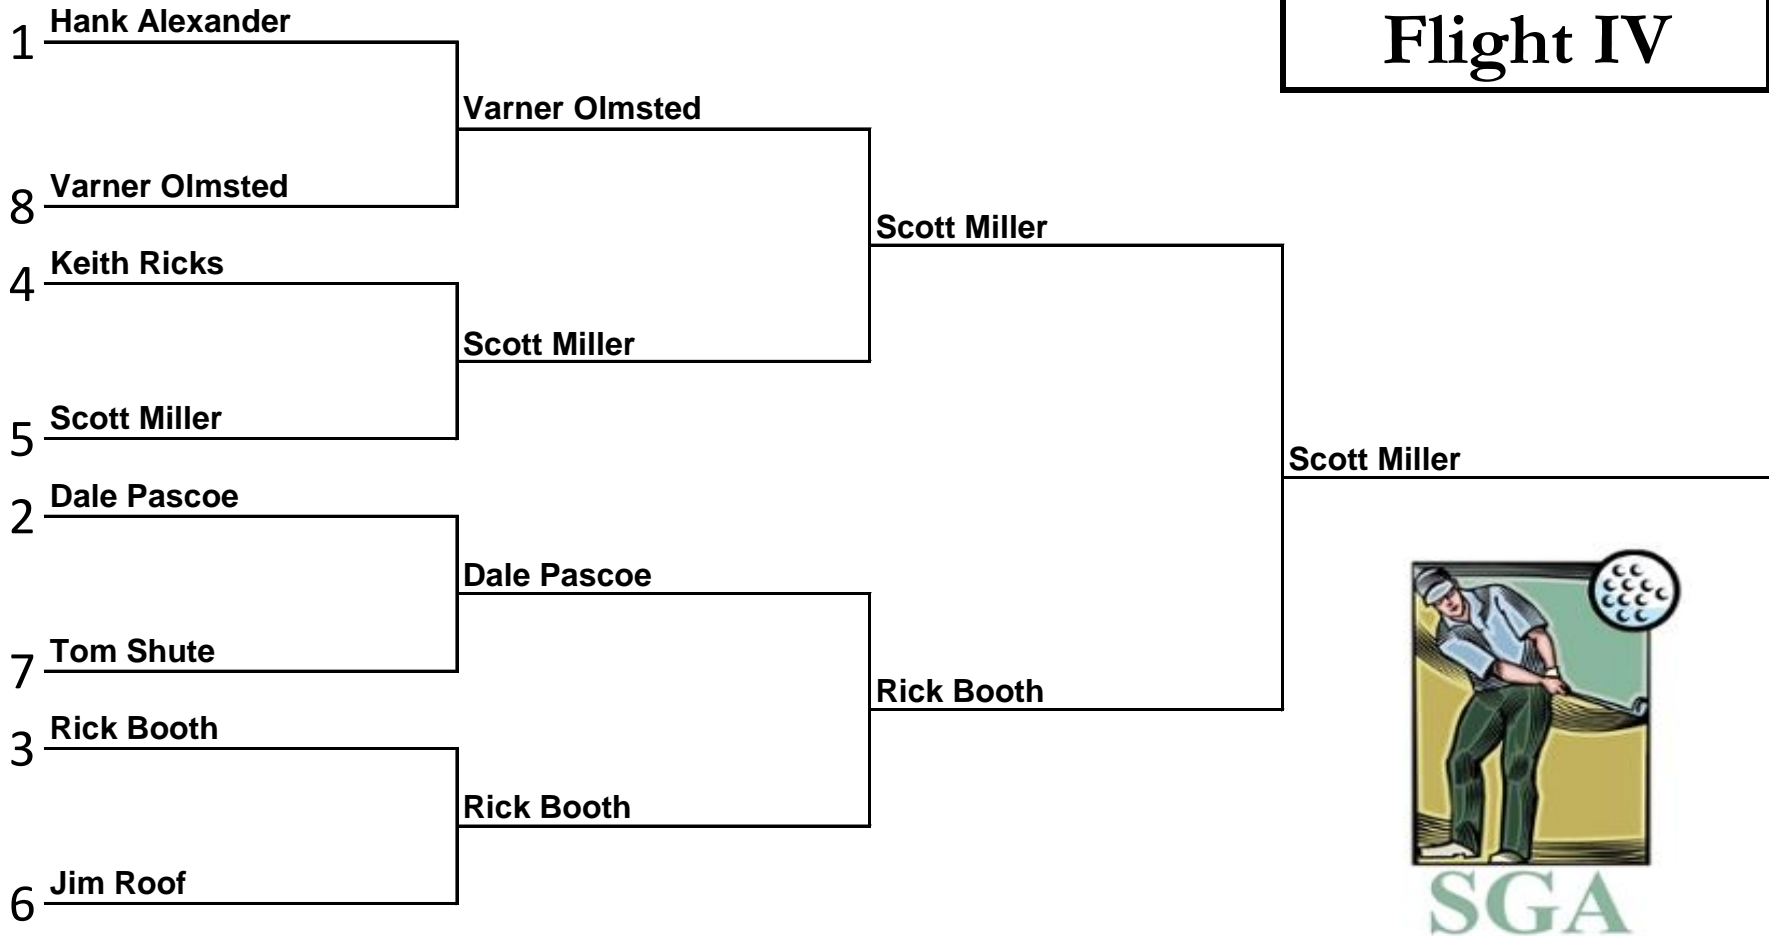 Flight IV
1 Hank Alexander
Varner Olmsted
8 Varner Olmsted
Scott Miller
4 Keith Ricks
Scott Miller
5 Scott Miller
Scott Miller
2 Dale Pascoe
Dale Pascoe
7 Tom Shute
Rick Booth
3 Rick Booth
Rick Booth
6 Jim Roof
SGA